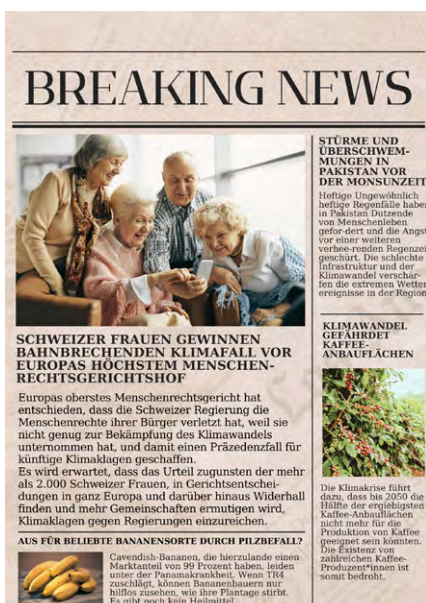 BREAKING NEWS
SCHWEIZER FRAUEN GEWINNEN
BAHNBRECHENDEN KLIMAFALL VOR
EUROPAS HÖCHSTEM MENSCHEN-
RECHTSGERICHTSHOF
Europas oberstes Menschenrechtsgericht hat
entschieden, dass die Schweizer Regierung die
Menschenrechte ihrer Bürger verletzt hat, weil sie
nicht genug zur Bekämpfung des Klimawandels
unternommen hat, und damit einen Präzedenzfall für
künftige Klimaklagen geschaffen.
Es wird erwartet, dass das Urteil zugunsten der mehr
als 2.000 Schweizer Frauen, in Gerichtsentschei-
dungen in ganz Europa und darüber hinaus Widerhall
finden und mehr Gemeinschaften ermutigen wird,
Klimaklagen gegen Regierungen einzureichen.
AUS FÜR BELIEBTE BANANENSORTE DURCH PILZBEFALL?
Cavendish-Bananen, die hierzulande einen
Marktanteil von 99 Prozent haben, leiden
unter der Panamakrankheit. Wenn TR4
zuschlägt, können Bananenbauern nur
hilflos zusehen, wie ihre Plantage stirbt.
Es gibt noch kein Heilmittel
STÜRME UND
ÜBERSCHWEM-
MUNGEN IN
PAKISTAN VOR
DER MONSUNZEIT
Heftige Ungewöhnlich
heftige Regenfälle haben
in Pakistan Dutzende
von Menschenleben
gefor-dert und die Angst
vor einer weiteren
verhee-renden Regenzei
geschürt. Die schlechte
Infrastruktur und der
Klimawandel verschär-
fen die extremen Wetter
ereignisse in der Region
KLIMAWANDEL
GEFÄHRDET
KAFFEE-
ANBAUFLÄCHEN
Die Klimakrise führt
dazu, dass bis 2050 die
Hälfte der ergiebigsten
Kaffee-Anbauflächen
nicht mehr für die
Produktion von Kaffee
geeignet sein könnten.
Die Existenz von
zahlreichen Kaffee-
Produzent*innen ist
somit bedroht.